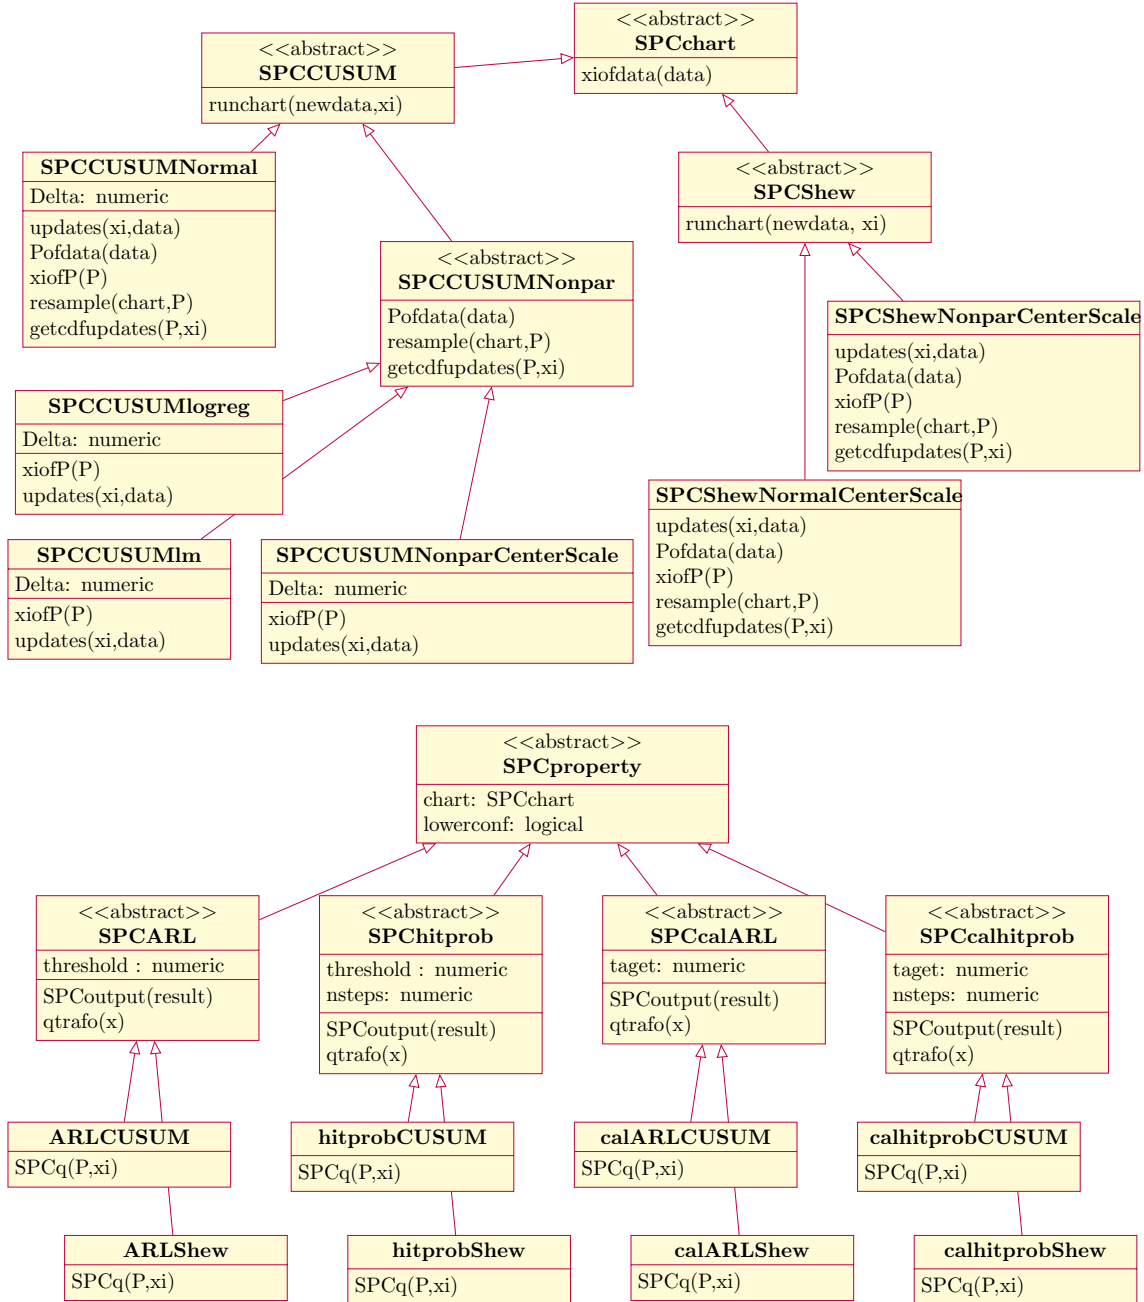 <<abstract>>
SPCchart
xiofdata(data)
<<abstract>>
SPCCUSUM
runchart(newdata,xi)
SPCCUSUMNormal
Delta: numeric
updates(xi,data)
Pofdata(data)
xiofP(P)
resample(chart,P)
getcdfupdates(P,xi)
<<abstract>>
SPCShew
runchart(newdata, xi)
<<abstract>>
SPCCUSUMNonpar
Pofdata(data)
resample(chart,P)
getcdfupdates(P,xi)
SPCShewNonparCenterScale
updates(xi,data)
Pofdata(data)
xiofP(P)
resample(chart,P)
getcdfupdates(P,xi)
SPCCUSUMlogreg
Delta: numeric
xiofP(P)
updates(xi,data)
SPCShewNormalCenterScale
updates(xi,data)
Pofdata(data)
xiofP(P)
resample(chart,P)
getcdfupdates(P,xi)
SPCCUSUMlm
Delta: numeric
xiofP(P)
updates(xi,data)
SPCCUSUMNonparCenterScale
Delta: numeric
xiofP(P)
updates(xi,data)
<<abstract>>
SPCproperty
chart: SPCchart
lowerconf: logical
<<abstract>>
SPCARL
threshold : numeric
SPCoutput(result)
qtrafo(x)
<<abstract>>
SPChitprob
threshold : numeric
nsteps: numeric
SPCoutput(result)
qtrafo(x)
<<abstract>>
SPCcalARL
taget: numeric
SPCoutput(result)
qtrafo(x)
<<abstract>>
SPCcalhitprob
taget: numeric
nsteps: numeric
SPCoutput(result)
qtrafo(x)
ARLCUSUM
SPCq(P,xi)
hitprobCUSUM
SPCq(P,xi)
calARLCUSUM
SPCq(P,xi)
calhitprobCUSUM
SPCq(P,xi)
ARLShew
SPCq(P,xi)
hitprobShew
SPCq(P,xi)
calARLShew
SPCq(P,xi)
calhitprobShew
SPCq(P,xi)